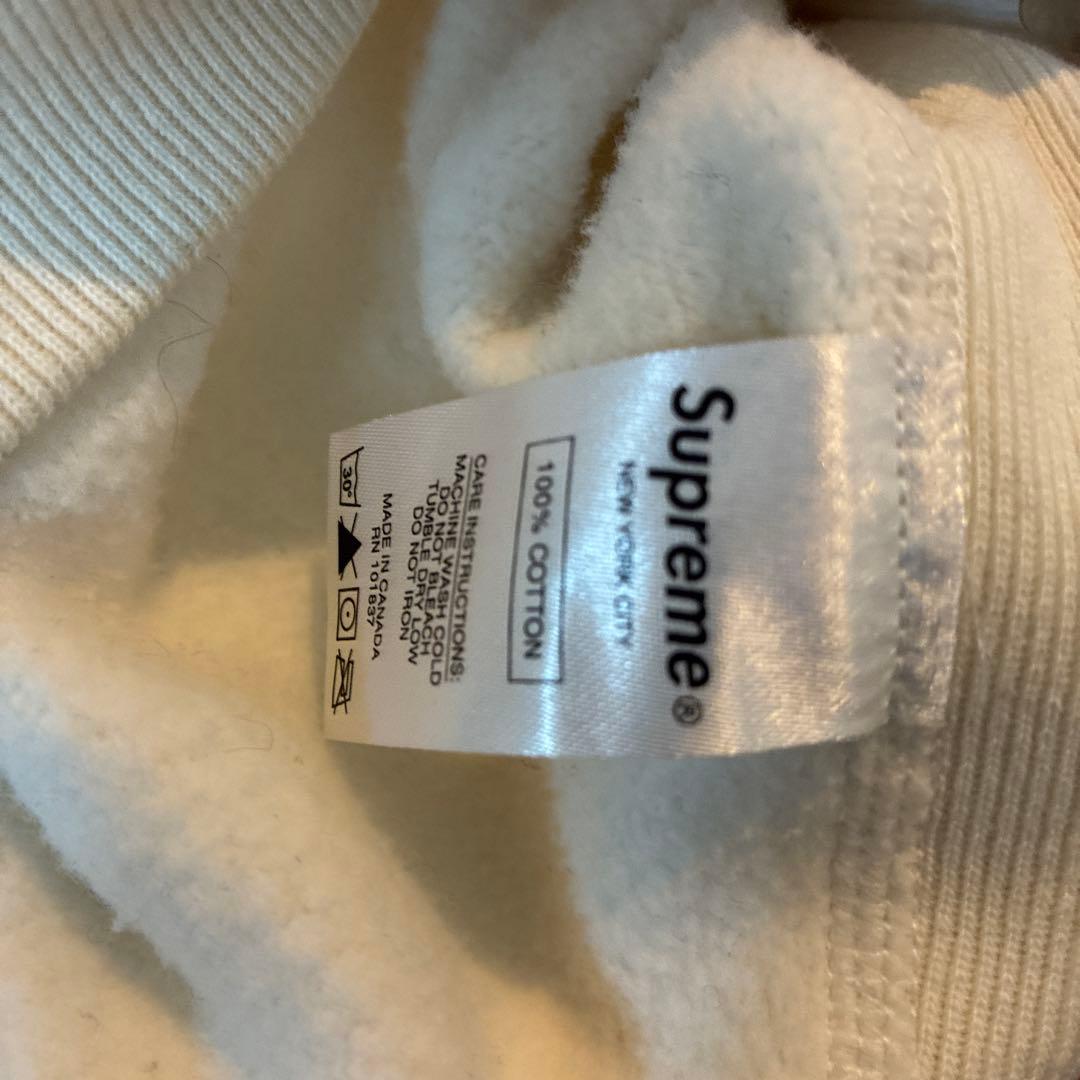 Supreme®
NEW YORK CITY
100% COTTON
CARE INSTRUCTIONS:
MACHINE WASH COLD
DO NOT BLEACH
TUMBLE DRY LOW
DO NOT IRON
MADE IN CANADA
RN 101837
30°